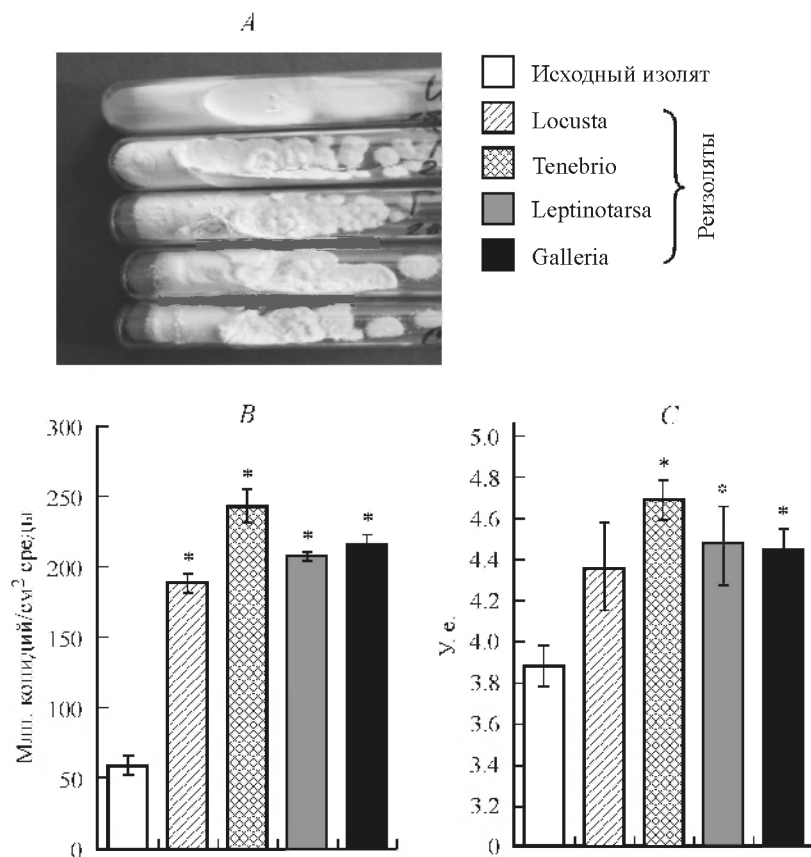 A
Исходный изолят
Locusta
Tenebrio
Leptinotarsa
Galleria
Реизоляты
B
Млн. конидий/см² среды
300
250
200
150
100
50
0
*
*
*
*
C
У. е.
5.0
4.8
4.6
4.4
4.2
4.0
3.8
3.6
3.4
3.2
0
*
*
*